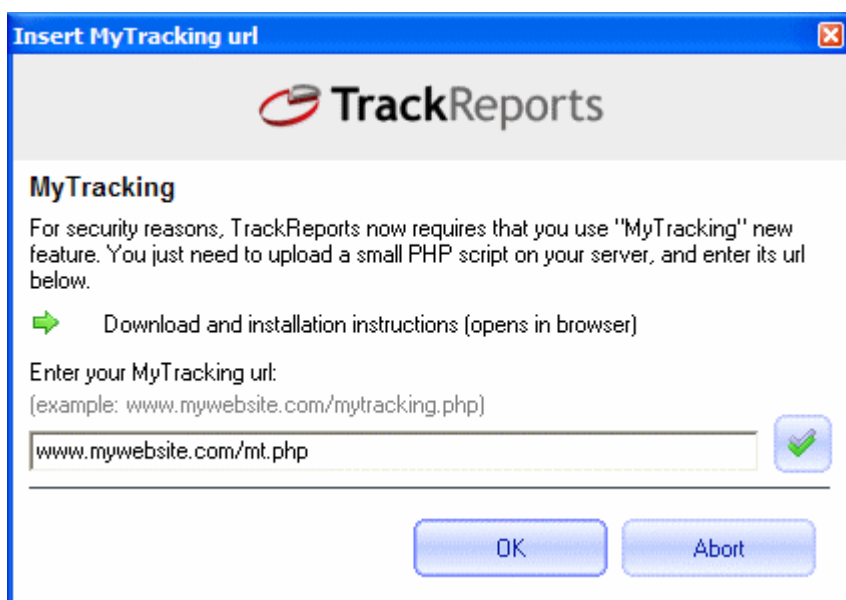 Insert MyTracking url
TrackReports
MyTracking
For security reasons, TrackReports now requires that you use "MyTracking" new
feature. You just need to upload a small PHP script on your server, and enter its url
below.
Download and installation instructions (opens in browser)
Enter your MyTracking url:
(example: www.mywebsite.com/mytracking.php)
www.mywebsite.com/mt.php
OK Abort